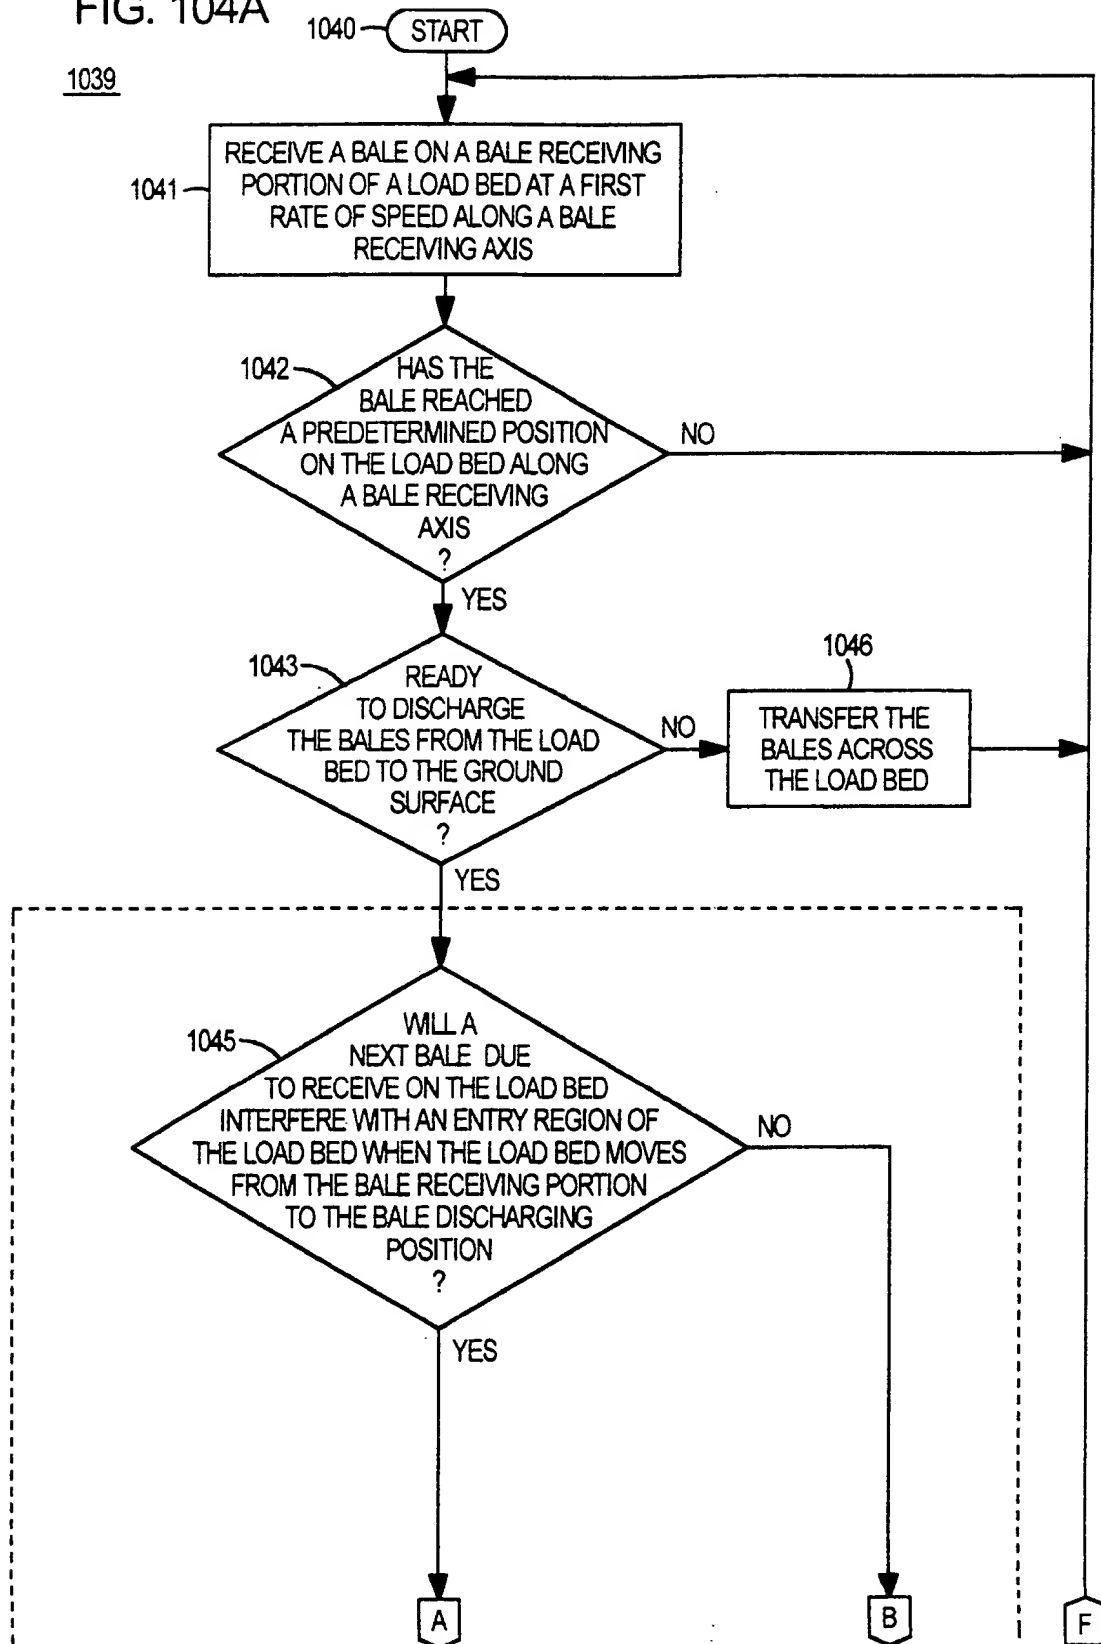 FIG. 104A
1040
START
1039
1041
RECEIVE A BALE ON A BALE RECEIVING
PORTION OF A LOAD BED AT A FIRST
RATE OF SPEED ALONG A BALE
RECEIVING AXIS
1042
HAS THE
BALE REACHED
A PREDETERMINED POSITION
ON THE LOAD BED ALONG
A BALE RECEIVING
AXIS
?
NO
YES
1043
READY
TO DISCHARGE
THE BALES FROM THE LOAD
BED TO THE GROUND
SURFACE
?
NO
1046
TRANSFER THE
BALES ACROSS
THE LOAD BED
YES
1045
WILL A
NEXT BALE DUE
TO RECEIVE ON THE LOAD BED
INTERFERE WITH AN ENTRY REGION OF
THE LOAD BED WHEN THE LOAD BED MOVES
FROM THE BALE RECEIVING PORTION
TO THE BALE DISCHARGING
POSITION
?
NO
YES
A
B
F